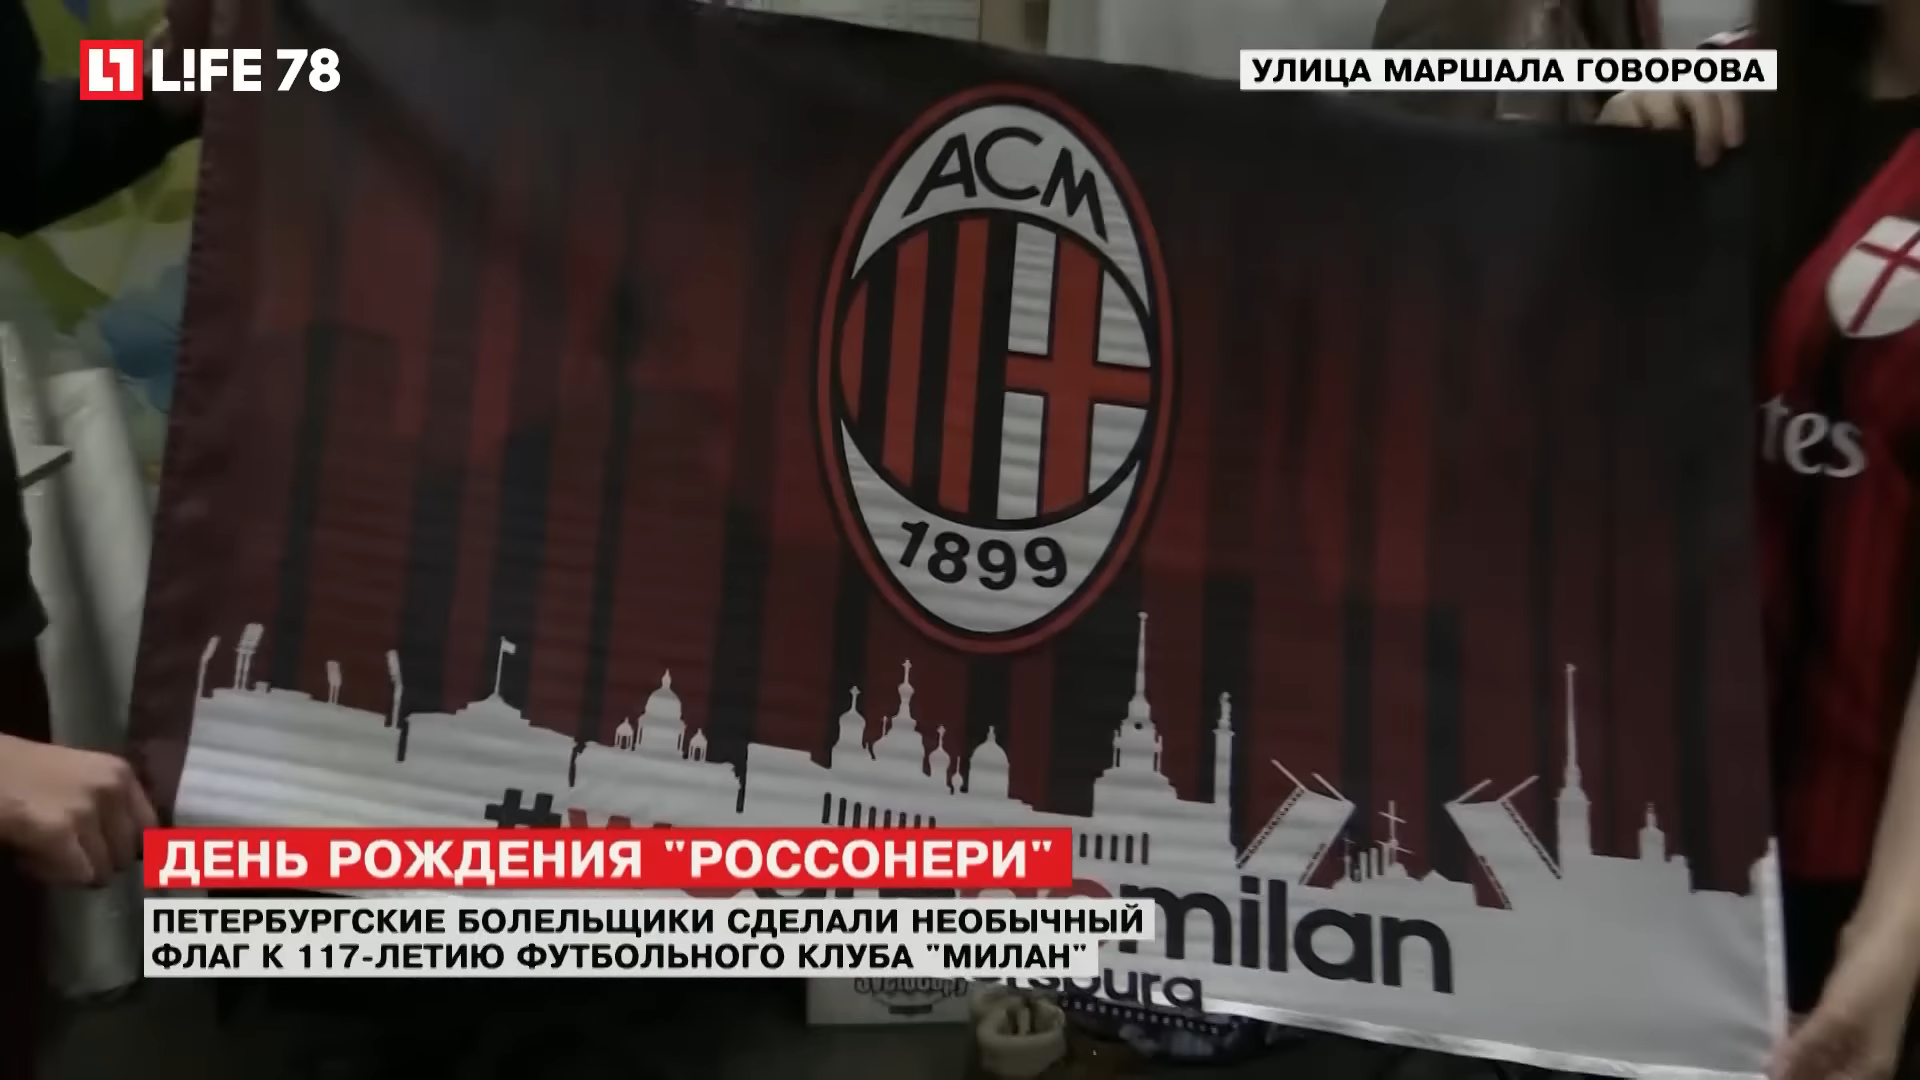 L!FE 78
УЛИЦА МАРШАЛА ГОВОРОВА
ACM
1899
tes
ДЕНЬ РОЖДЕНИЯ "РОССОНЕРИ"
milan
ПЕТЕРБУРГСКИЕ БОЛЕЛЬЩИКИ СДЕЛАЛИ НЕОБЫЧНЫЙ
ФЛАГ К 117-ЛЕТИЮ ФУТБОЛЬНОГО КЛУБА "МИЛАН"